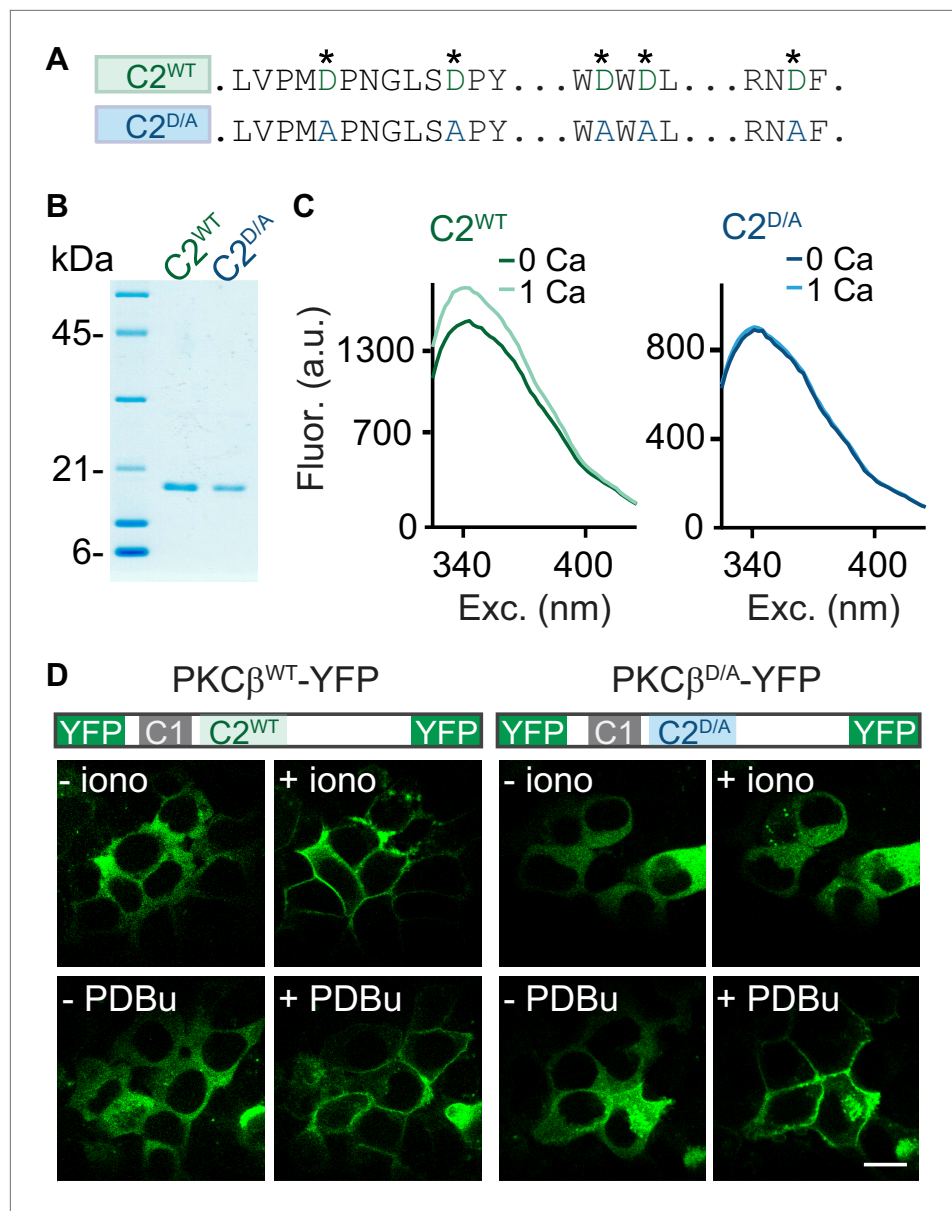 A
* * * * *
C2WT .LVPMDPNGLSDPY...WDWDL...RNDF.
C2D/A .LVPMAPNGLSAPY...WAWAL...RNAF.
B
kDa
C2WT
C2D/A
45-
21-
6-
C
C2WT
0 Ca
1 Ca
Fluor. (a.u.)
1300
700
0
340 400
Exc. (nm)
C2D/A
0 Ca
1 Ca
800
400
0
340 400
Exc. (nm)
D
PKCβWT-YFP
PKCβD/A-YFP
YFP C1 C2WT YFP
YFP C1 C2D/A YFP
- iono
+ iono
- iono
+ iono
- PDBu
+ PDBu
- PDBu
+ PDBu